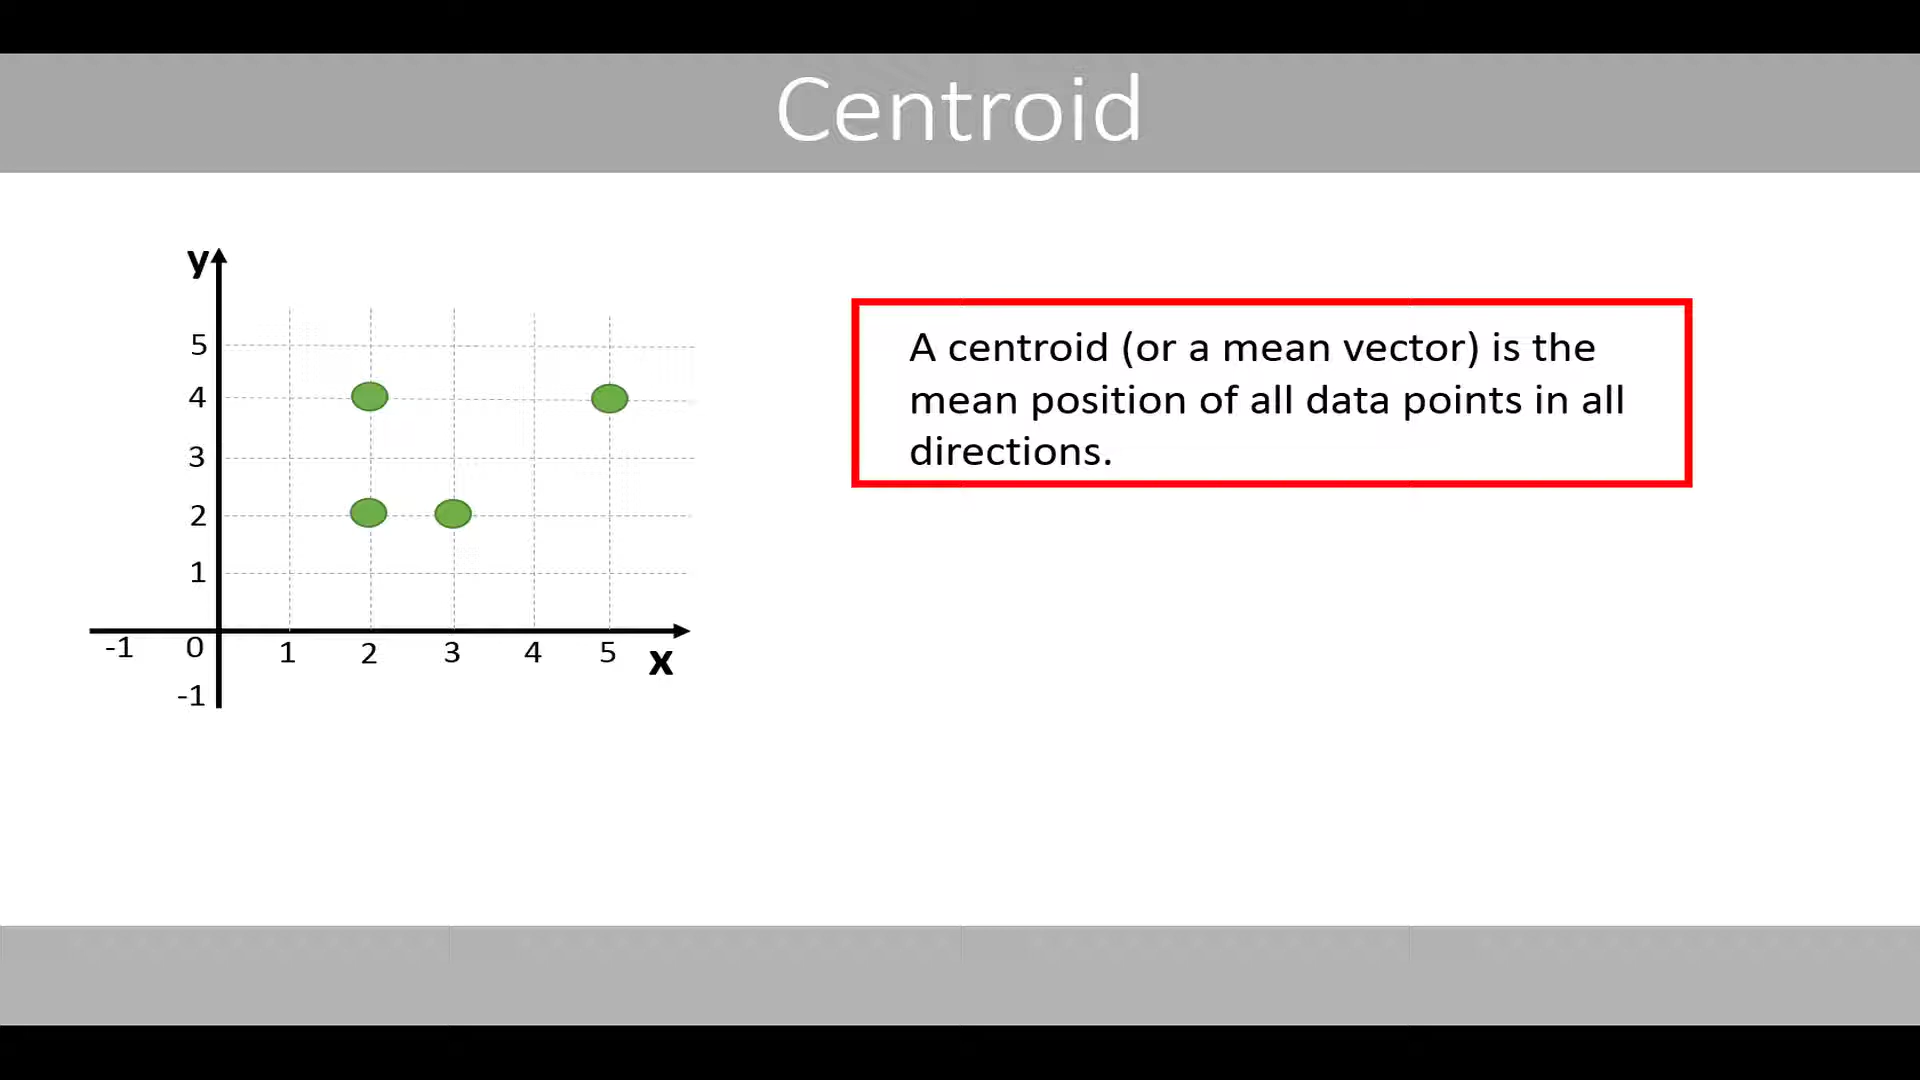 Centroid
y
5
4
3
2
1
-1 0 1 2 3 4 5 x
-1
A centroid (or a mean vector) is the
mean position of all data points in all
directions.